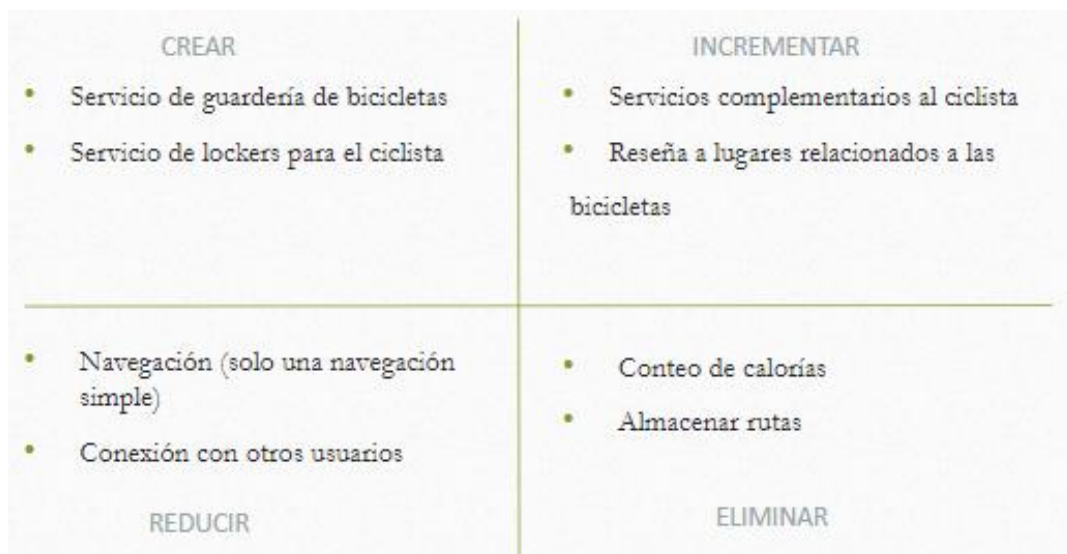 CREAR
Servicio de guardería de bicicletas
Servicio de lockers para el ciclista
INCREMENTAR
Servicios complementarios al ciclista
Reseña a lugares relacionados a las
bicicletas
Navegación (solo una navegación
simple)
Conexión con otros usuarios
REDUCIR
Conteo de calorías
Almacenar rutas
ELIMINAR